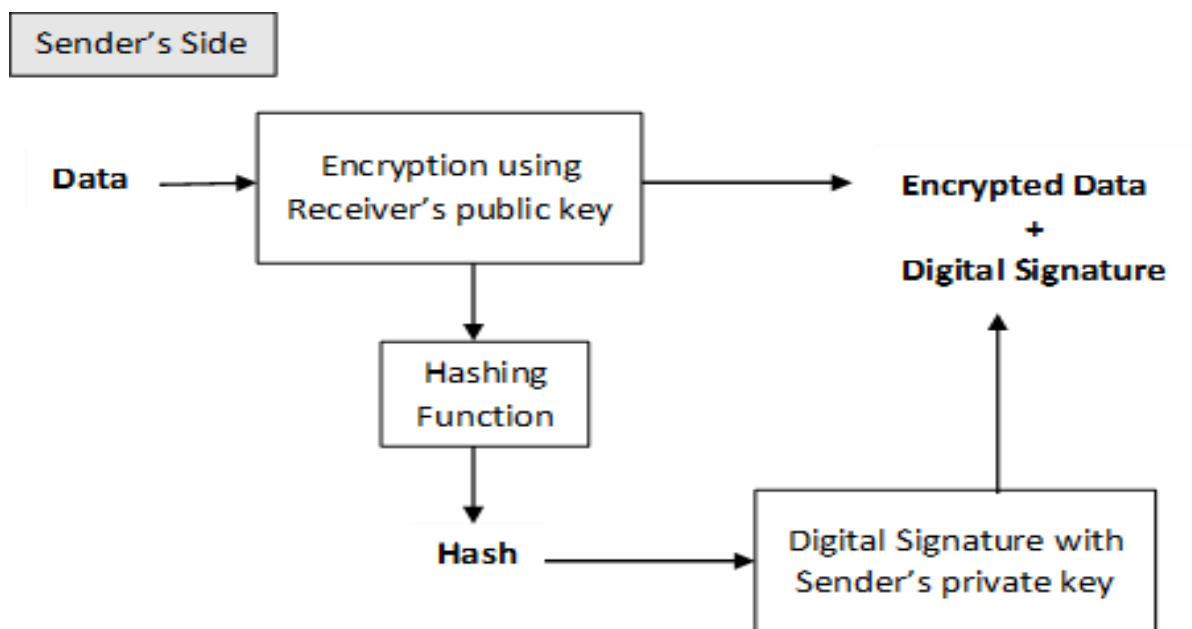 Sender’s Side
Data
Encryption using
Receiver’s public key
Encrypted Data
+
Digital Signature
Hashing
Function
Hash
Digital Signature with
Sender’s private key